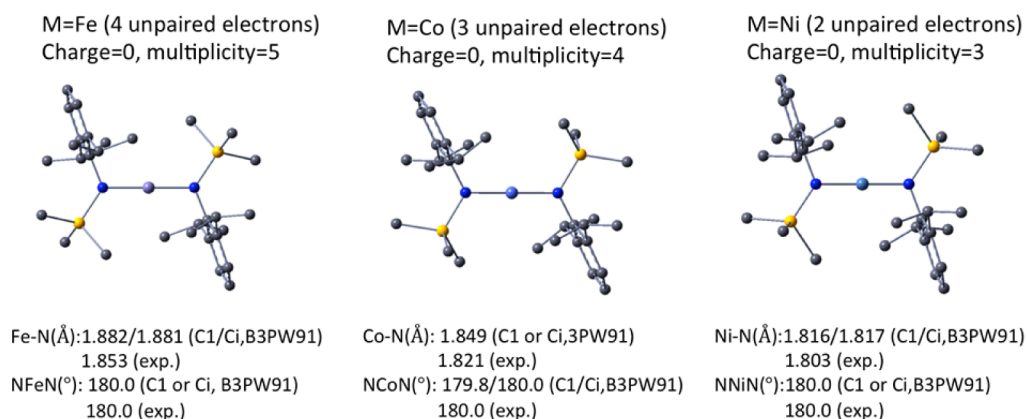 M=Fe (4 unpaired electrons)
Charge=0, multiplicity=5
M=Co (3 unpaired electrons)
Charge=0, multiplicity=4
M=Ni (2 unpaired electrons)
Charge=0, multiplicity=3
Fe-N(Å):1.882/1.881 (C1/Ci,B3PW91)
1.853 (exp.)
NFeN(°): 180.0 (C1 or Ci, B3PW91)
180.0 (exp.)
Co-N(Å): 1.849 (C1 or Ci,3PW91)
1.821 (exp.)
NCoN(°): 179.8/180.0 (C1/Ci,B3PW91)
180.0 (exp.)
Ni-N(Å):1.816/1.817 (C1/Ci,B3PW91)
1.803 (exp.)
NNiN(°):180.0 (C1 or Ci, B3PW91)
180.0 (exp.)